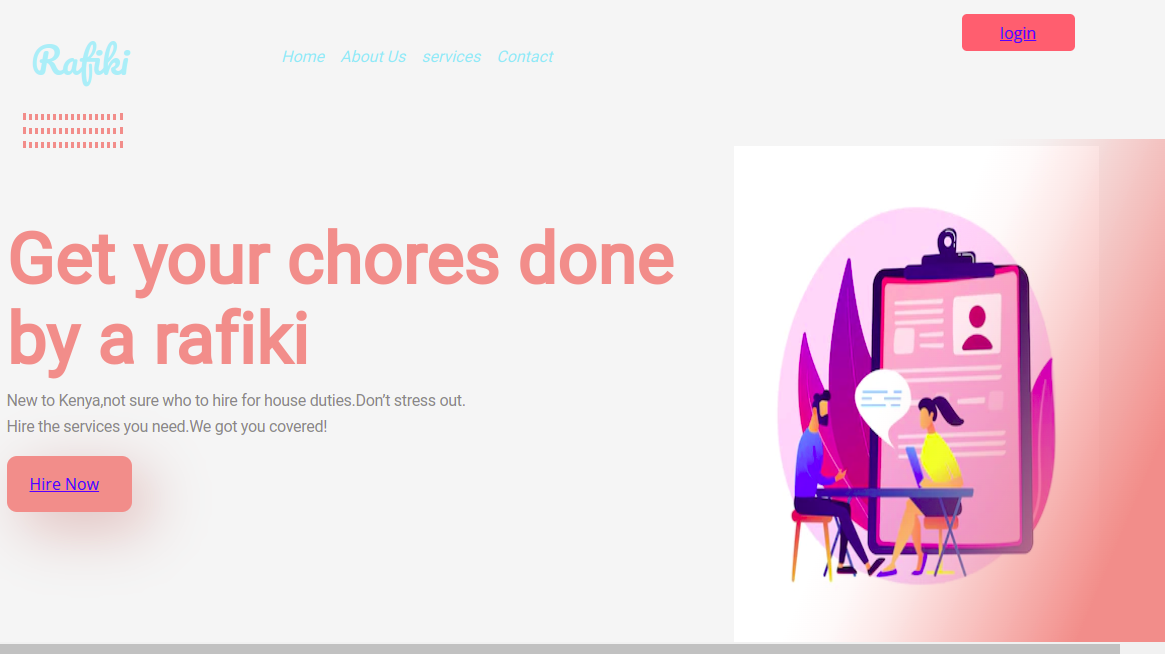 Rafiki
Home About Us services Contact
login
Get your chores done
by a rafiki
New to Kenya,not sure who to hire for house duties.Don’t stress out.
Hire the services you need.We got you covered!
Hire Now